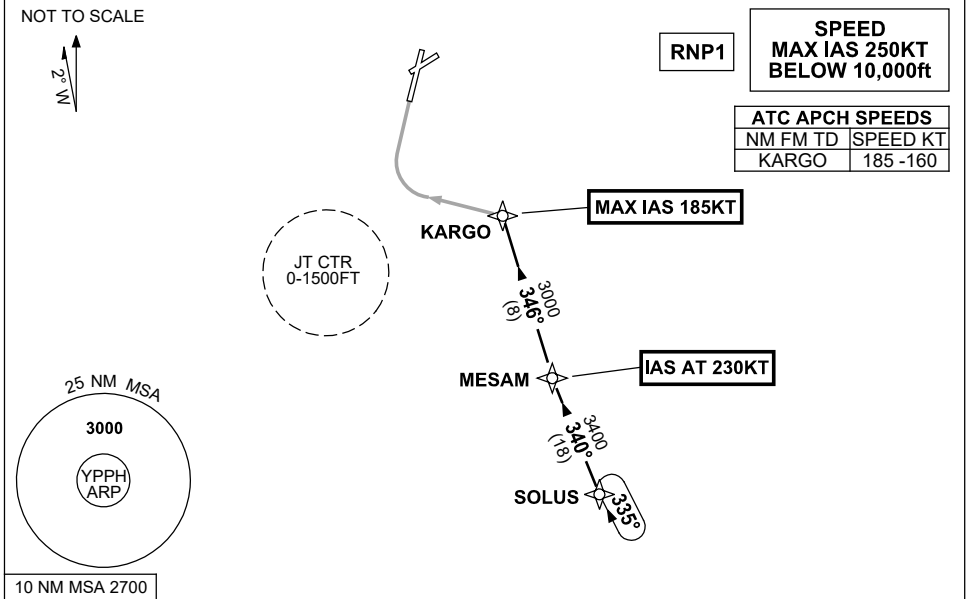 NOT TO SCALE
2° W
RNP1
SPEED
MAX IAS 250KT
BELOW 10,000ft
ATC APCH SPEEDS
NM FM TD SPEED KT
KARGO 185 -160
MAX IAS 185KT
KARGO
JT CTR
0-1500FT
3000
346°
(8)
MESAM
IAS AT 230KT
3400
340°
(18)
SOLUS
335°
25 NM MSA
3000
YPPH
ARP
10 NM MSA 2700